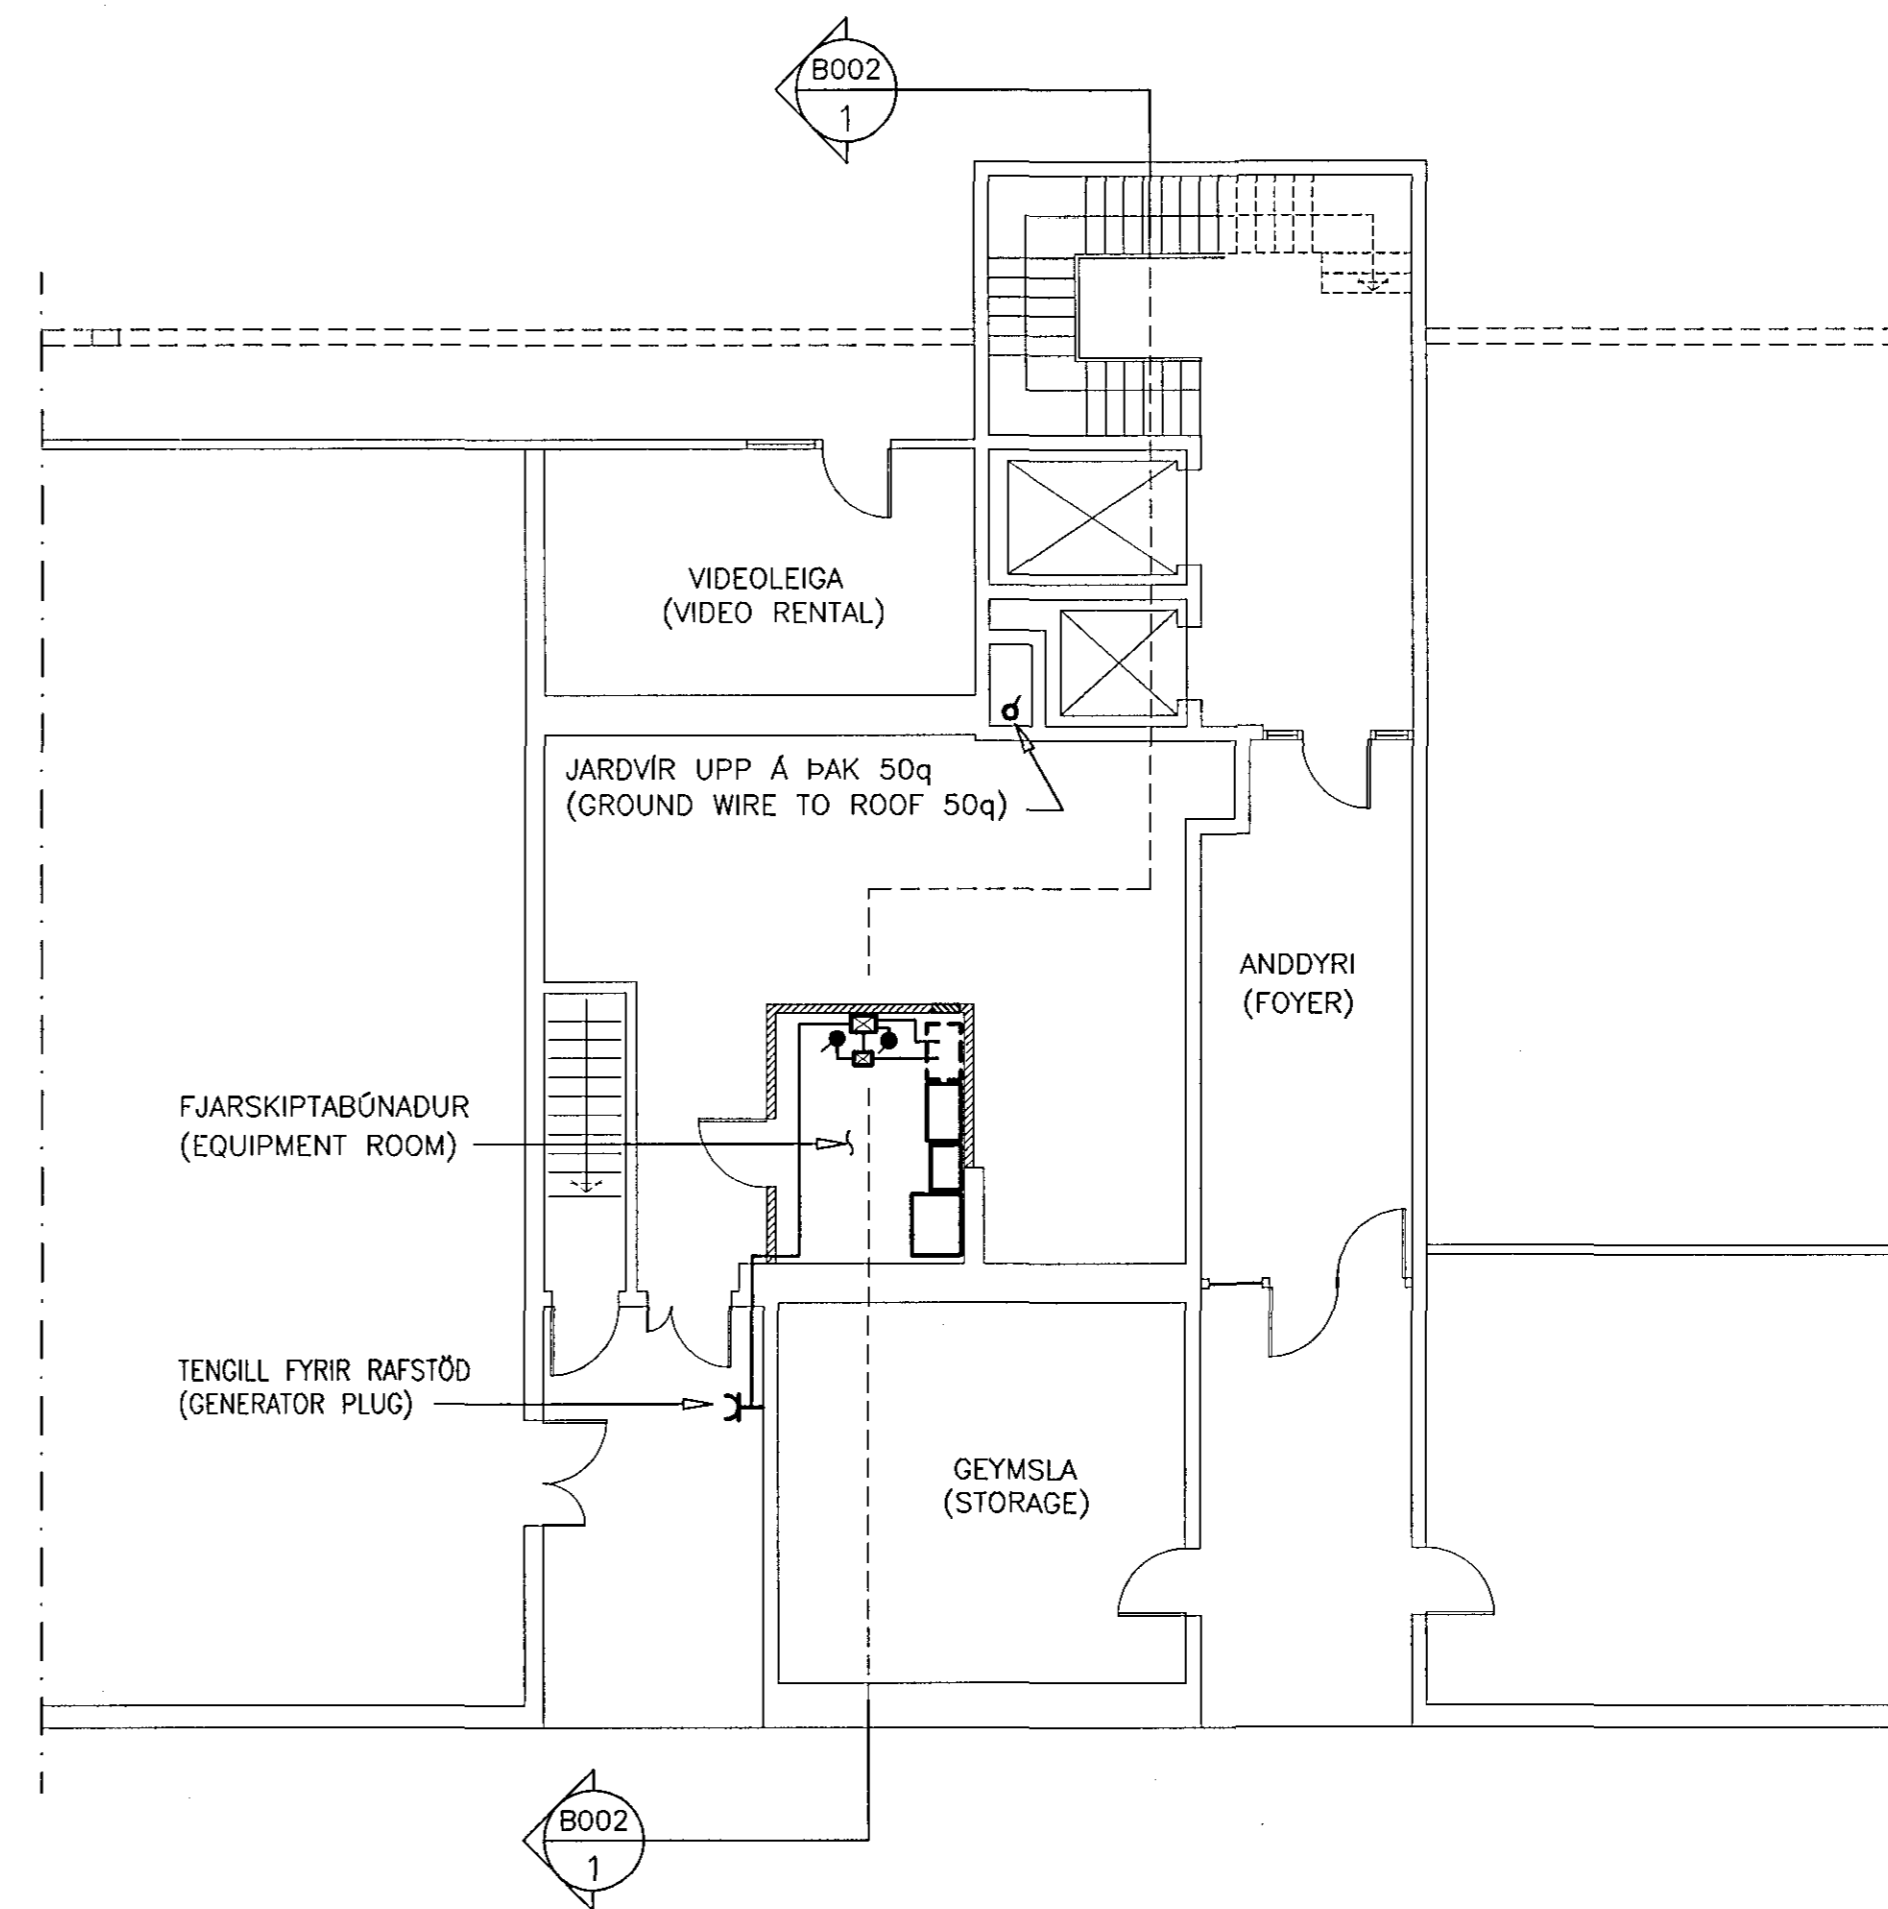 B002
1
VIDEOLEIGA
(VIDEO RENTAL)
JARDVÍR UPP Á ÞAK 50q
(GROUND WIRE TO ROOF 50q)
ANDDYRI
(FOYER)
FJARSKIPTABÚNADUR
(EQUIPMENT ROOM)
TENGILL FYRIR RAFSTÖD
(GENERATOR PLUG)
GEYMSLA
(STORAGE)
B002
1